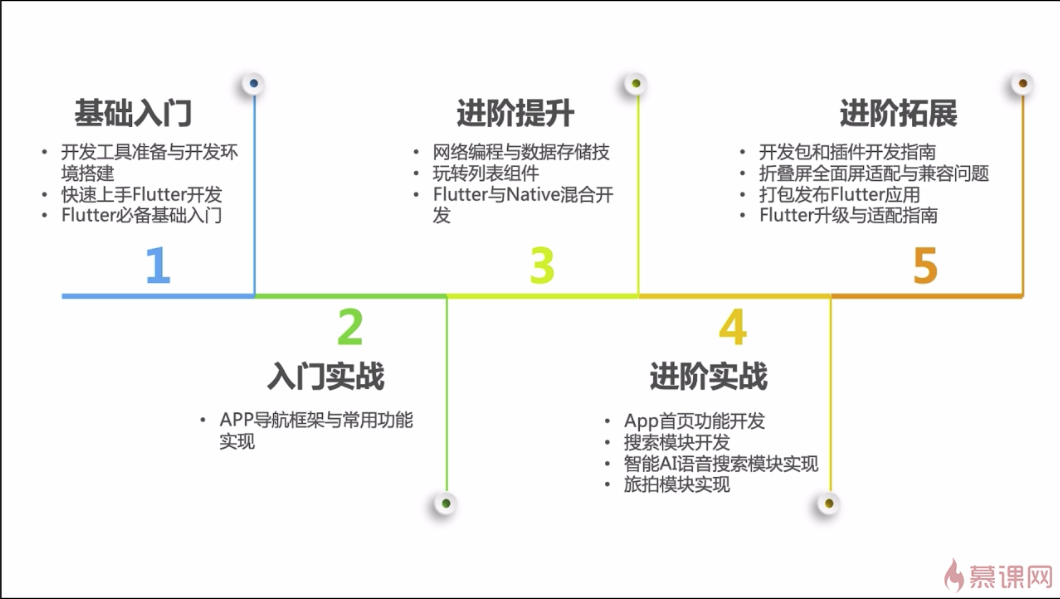 基础入门
• 开发工具准备与开发环
境搭建
• 快速上手Flutter开发
• Flutter必备基础入门
1
2
入门实战
• APP导航框架与常用功能
实现
进阶提升
• 网络编程与数据存储技
• 玩转列表组件
• Flutter与Native混合开
发
3
4
进阶实战
• App首页功能开发
• 搜索模块开发
• 智能AI语音搜索模块实现
• 旅拍模块实现
进阶拓展
• 开发包和插件开发指南
• 折叠屏全面屏适配与兼容问题
• 打包发布Flutter应用
• Flutter升级与适配指南
5
慕课网